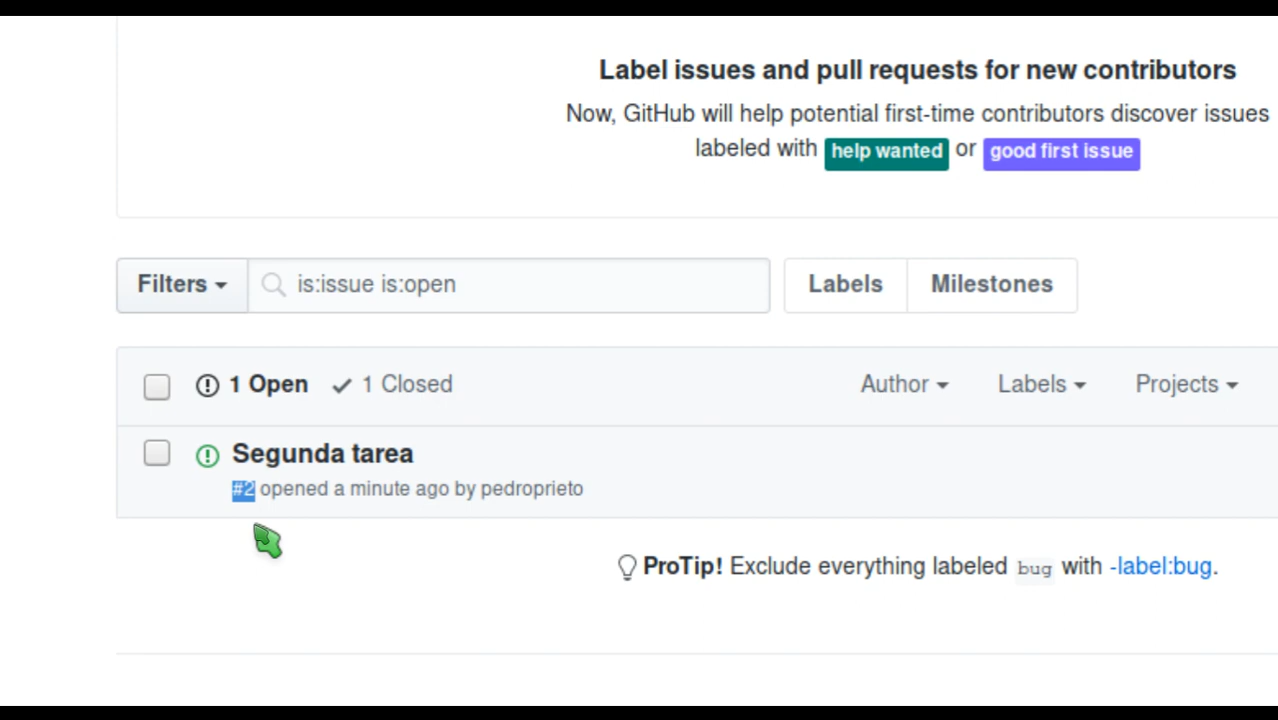 Label issues and pull requests for new contributors
Now, GitHub will help potential first-time contributors discover issues
labeled with help wanted or good first issue
Filters is:issue is:open Labels Milestones
1 Open 1 Closed Author Labels Projects
Segunda tarea
#2 opened a minute ago by pedroprieto
ProTip! Exclude everything labeled bug with -label:bug.